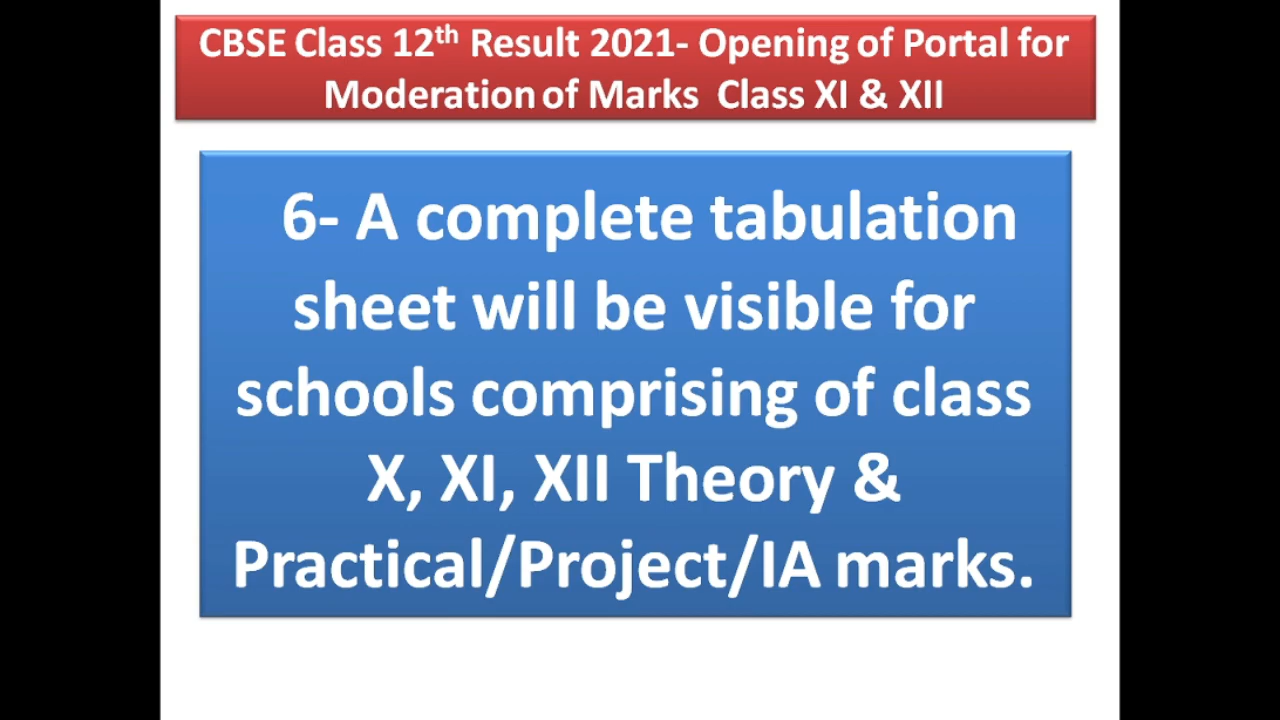 CBSE Class 12th Result 2021- Opening of Portal for
Moderation of Marks Class XI & XII
6- A complete tabulation
sheet will be visible for
schools comprising of class
X, XI, XII Theory &
Practical/Project/IA marks.